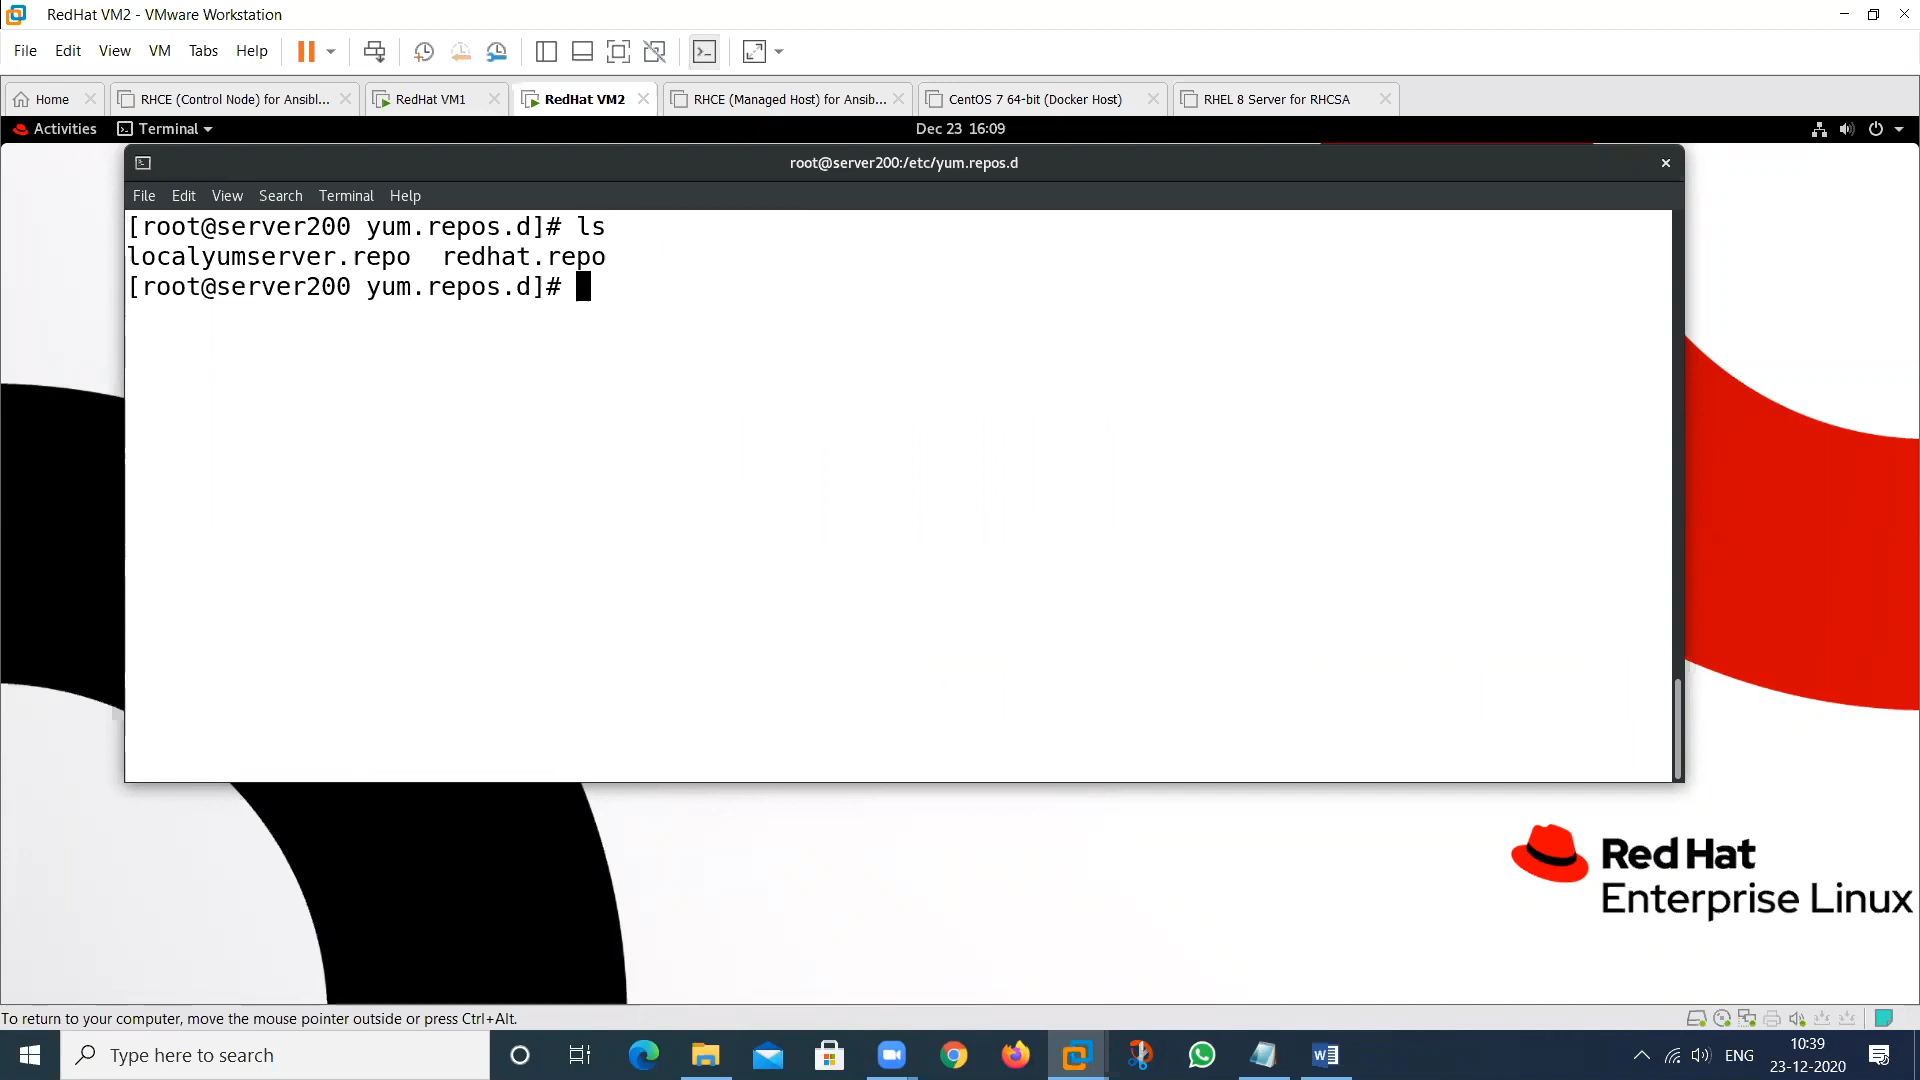 RedHat VM2 - VMware Workstation
File Edit View VM Tabs Help
Home RHCE (Control Node) for Ansibl... RedHat VM1 RedHat VM2 RHCE (Managed Host) for Ansib... CentOS 7 64-bit (Docker Host) RHEL 8 Server for RHCSA
Activities Terminal Dec 23 16:09
root@server200:/etc/yum.repos.d
File Edit View Search Terminal Help
[root@server200 yum.repos.d]# ls
localyumserver.repo redhat.repo
[root@server200 yum.repos.d]#
Red Hat
Enterprise Linux
To return to your computer, move the mouse pointer outside or press Ctrl+Alt.
Type here to search
ENG
10:39
23-12-2020